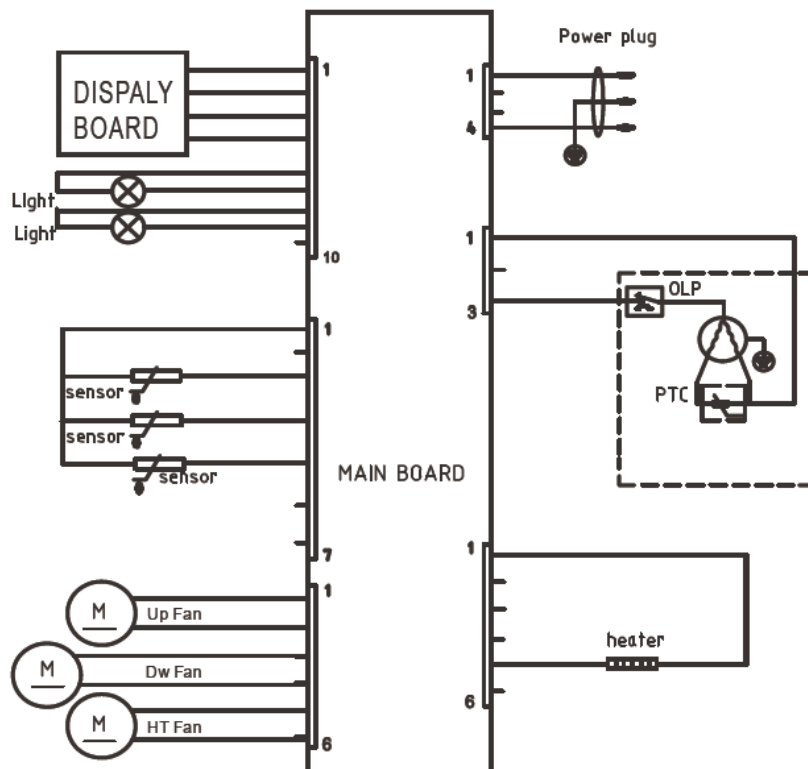 DISPALY
BOARD
LIght
Light
1
10
1
sensor
sensor
sensor
7
1
M
Up Fan
M
Dw Fan
M
HT Fan
6
MAIN BOARD
Power plug
1
4
1
3
OLP
PTC
1
heater
6